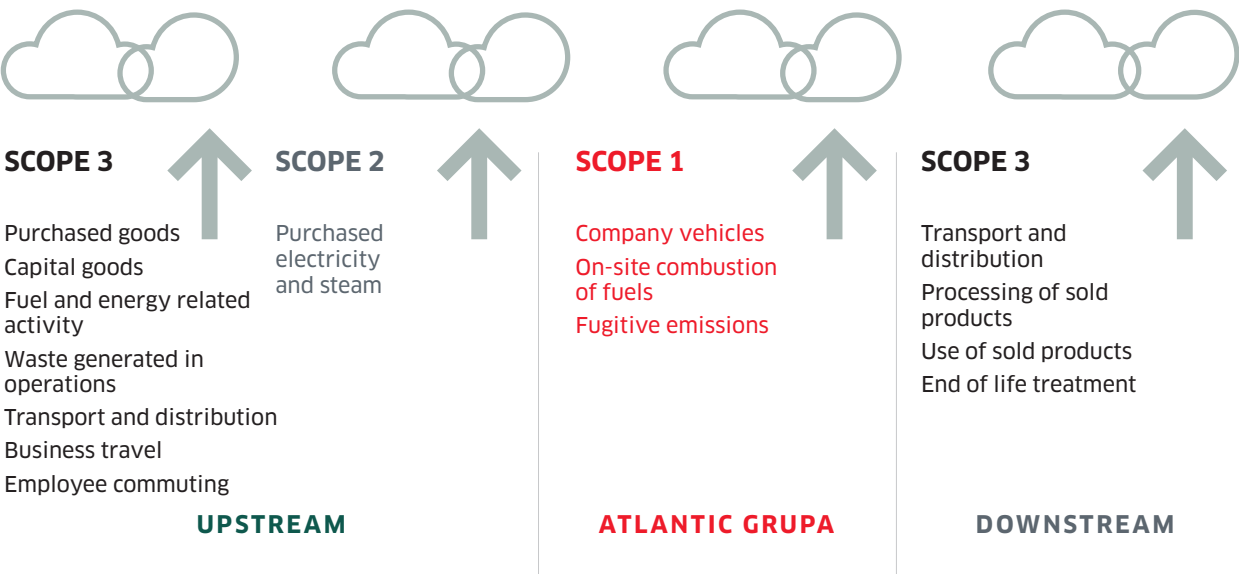 SCOPE 3
Purchased goods
Capital goods
Fuel and energy related
activity
Waste generated in
operations
Transport and distribution
Business travel
Employee commuting
SCOPE 2
Purchased
electricity
and steam
UPSTREAM
SCOPE 1
Company vehicles
On-site combustion
of fuels
Fugitive emissions
ATLANTIC GRUPA
SCOPE 3
Transport and
distribution
Processing of sold
products
Use of sold products
End of life treatment
DOWNSTREAM